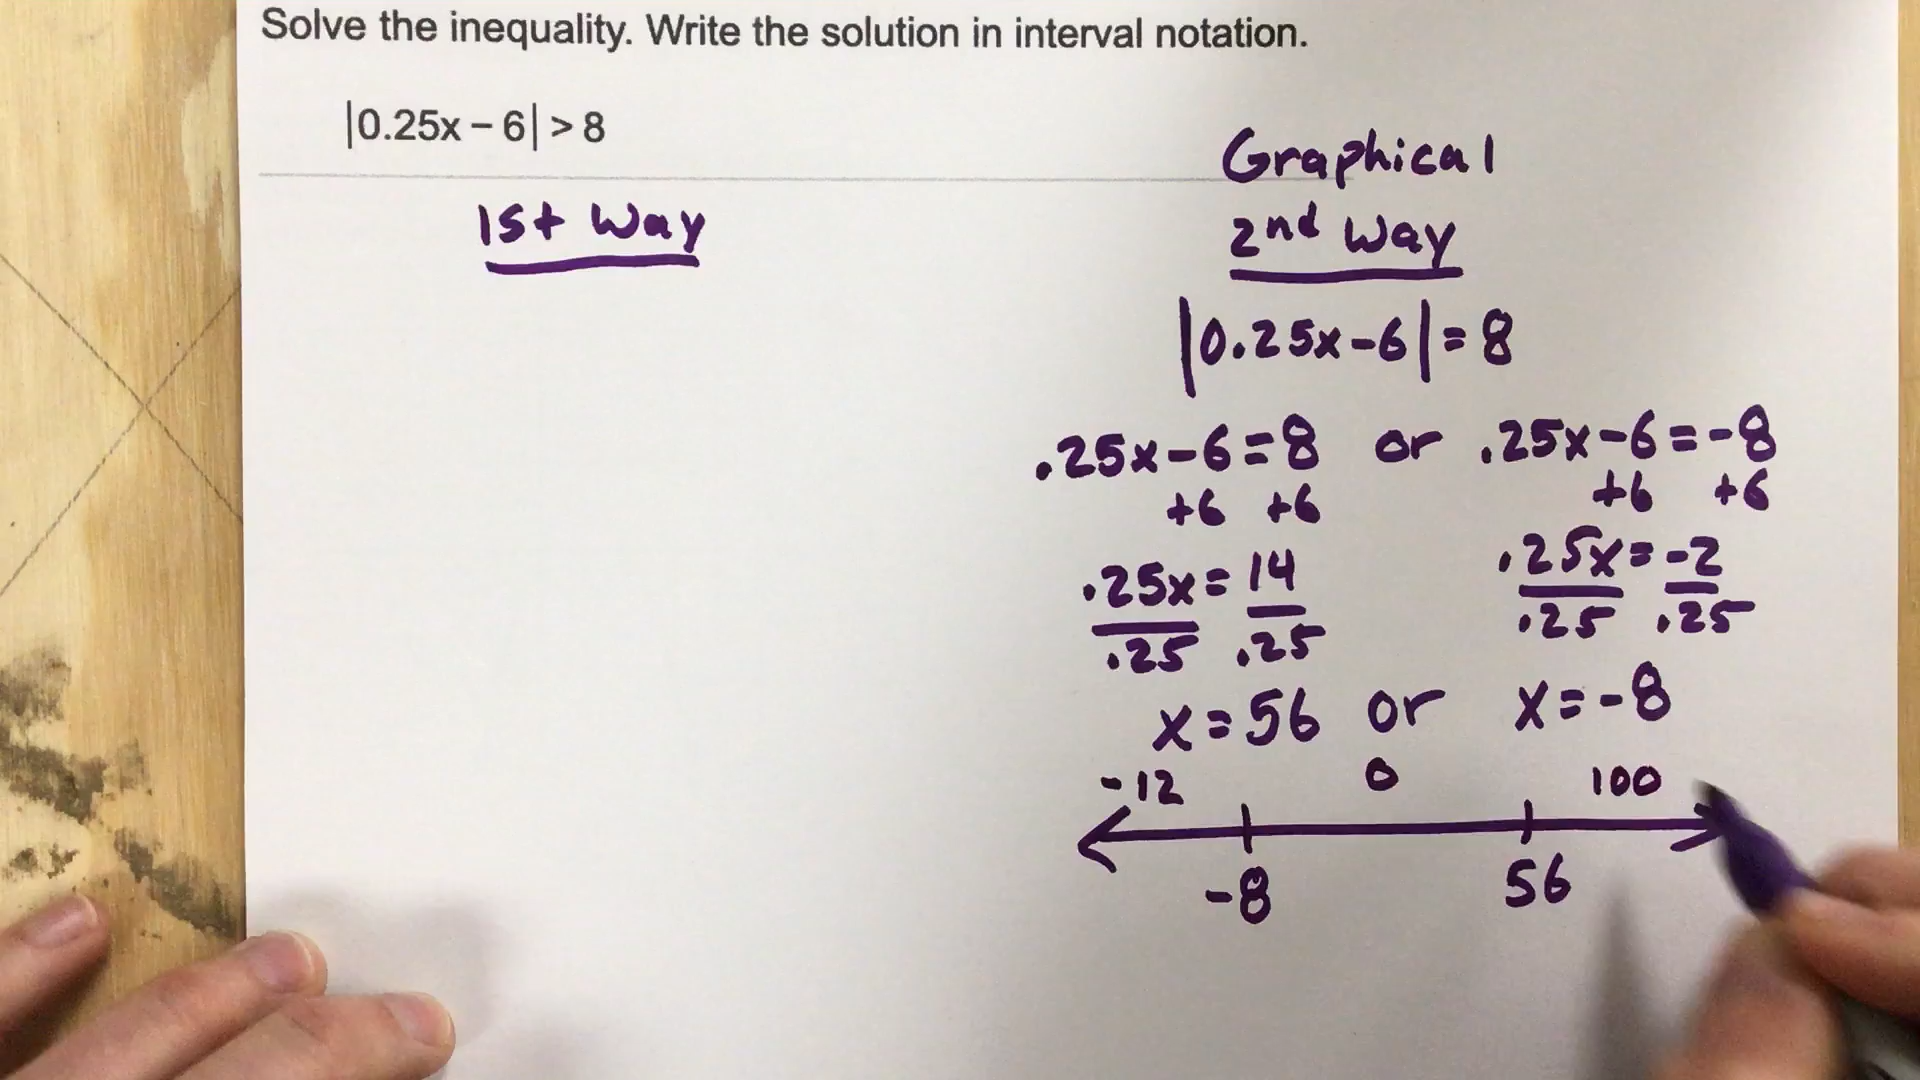 Solve the inequality. Write the solution in interval notation.
|0.25x − 6| > 8
1st Way
Graphical
2nd Way
|0.25x-6|=8
.25x-6=8 or .25x-6=-8
+6 +6 +6 +6
.25x=14 .25x=-2
.25 .25 .25 .25
x=56 or x=-8
-12 0 100
-8 56